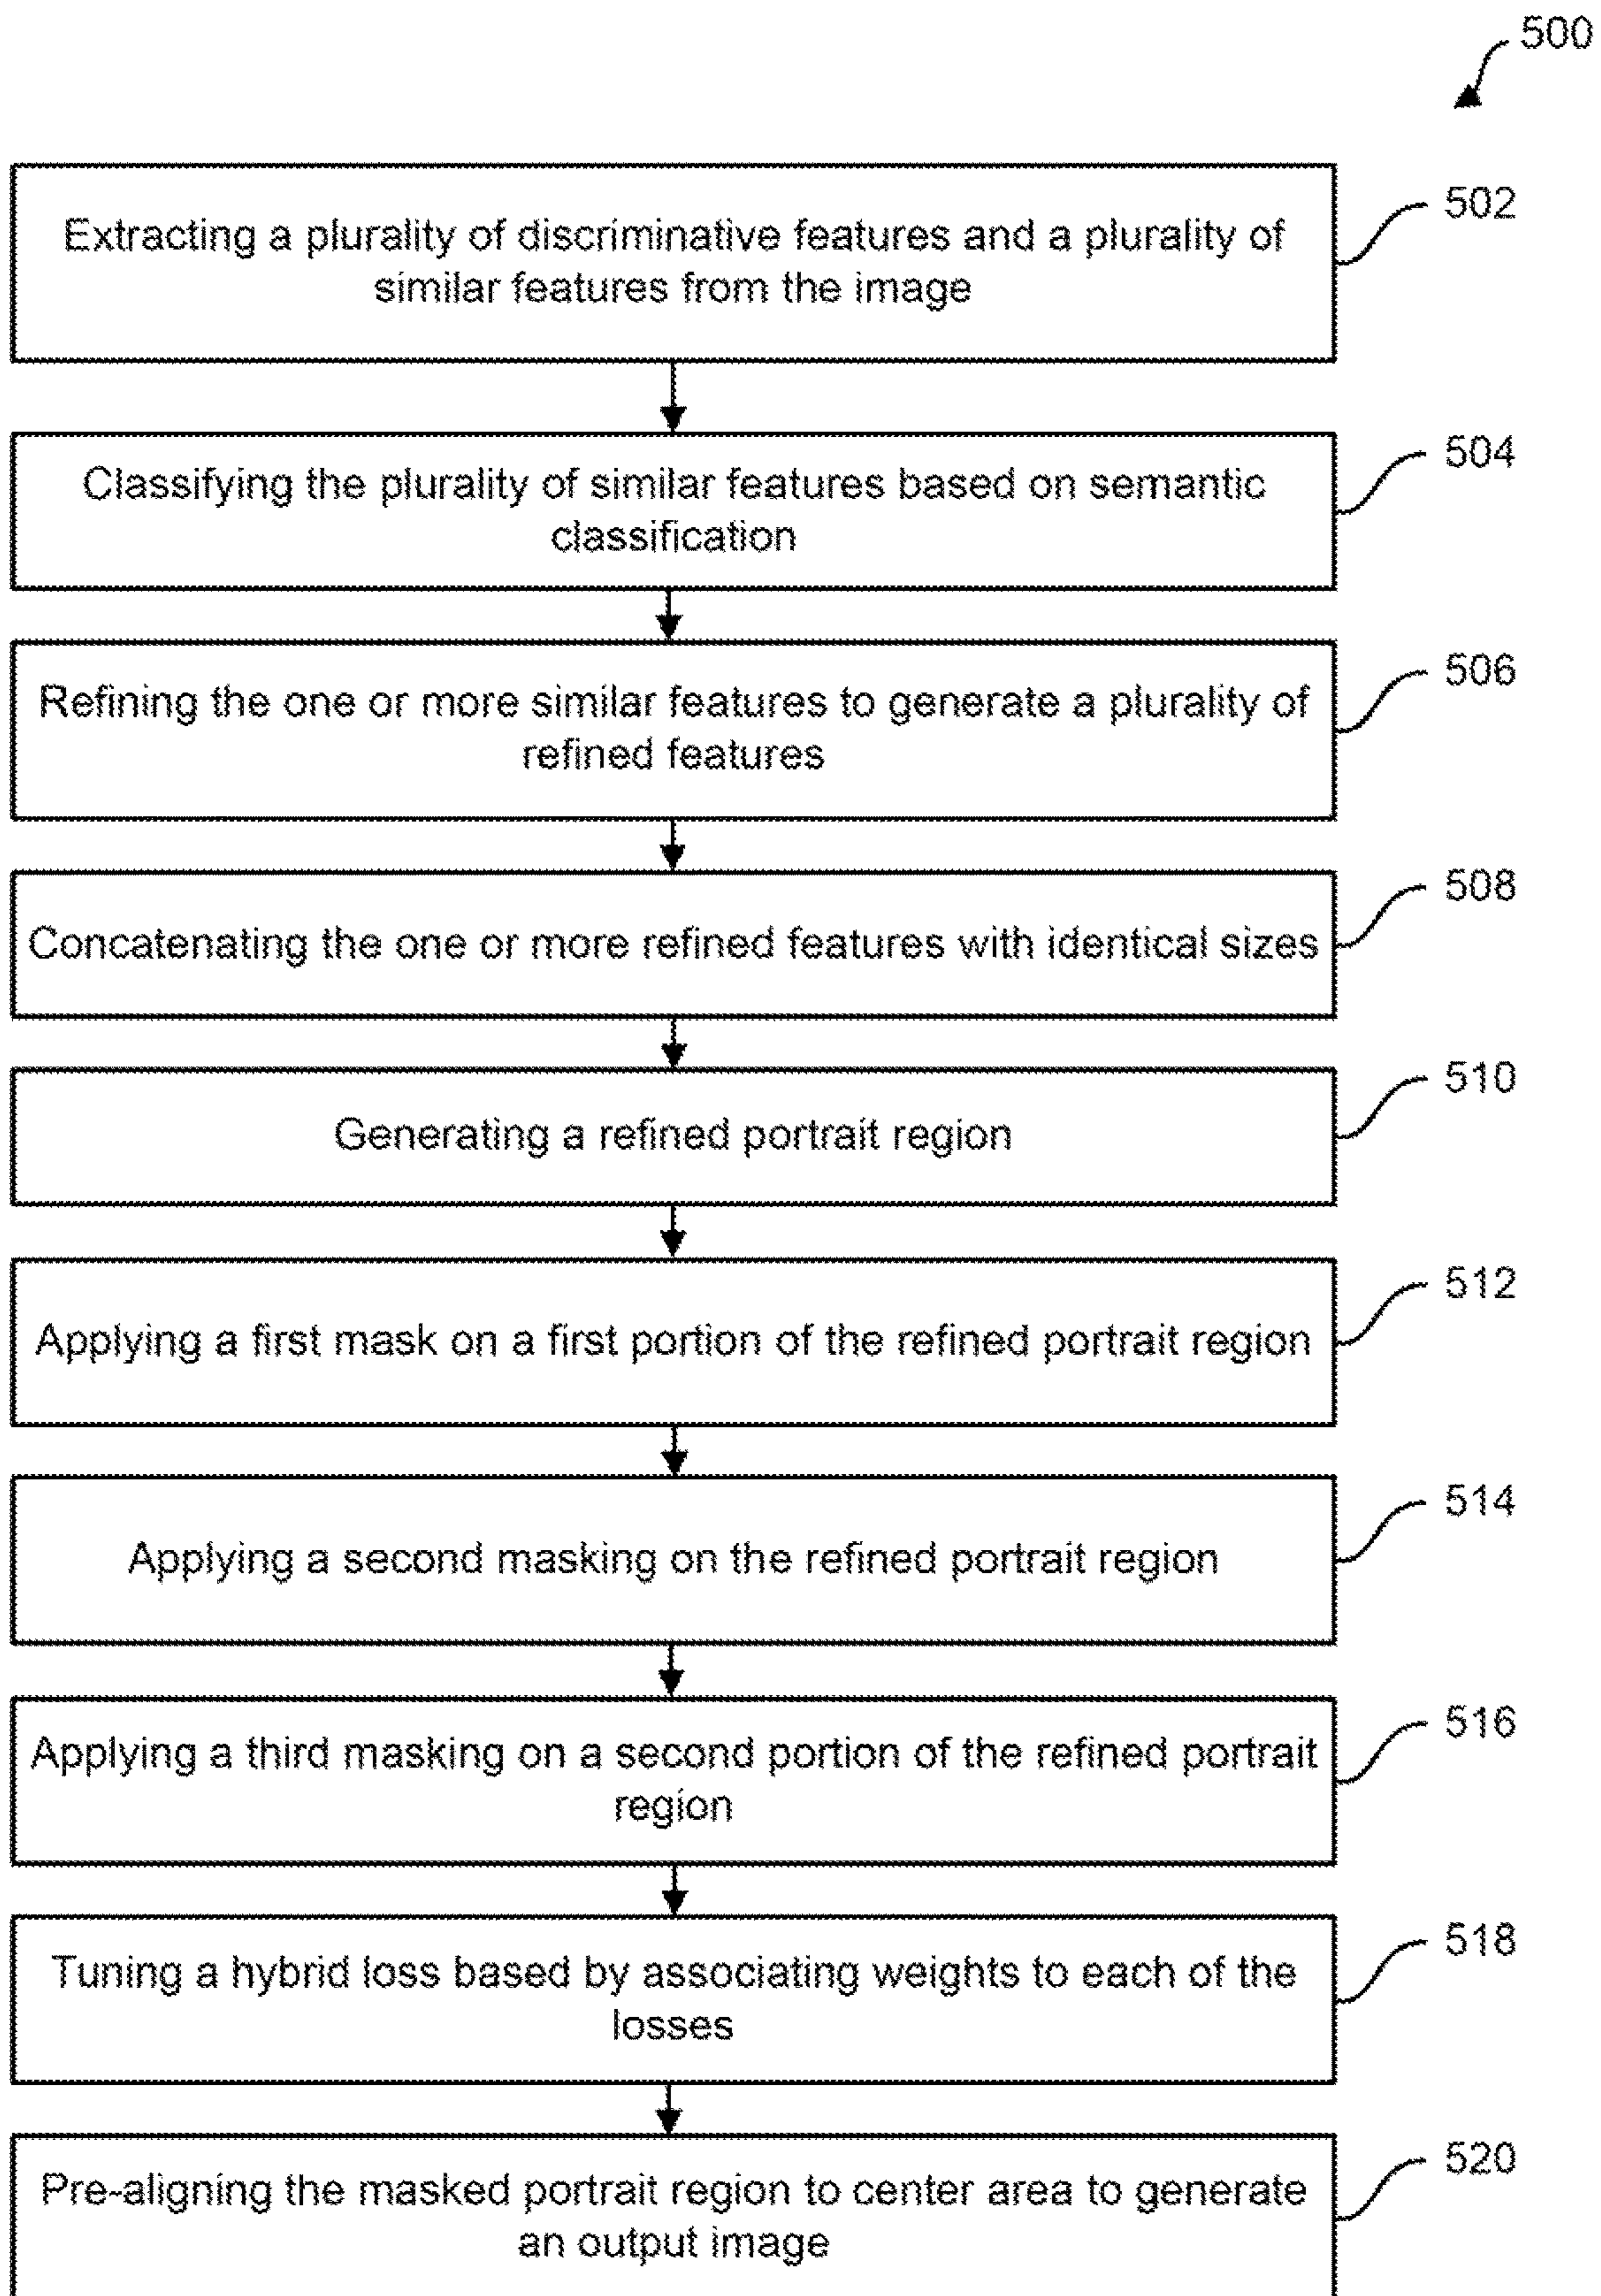 500
Extracting a plurality of discriminative features and a plurality of
similar features from the image
502
Classifying the plurality of similar features based on semantic
classification
504
Refining the one or more similar features to generate a plurality of
refined features
506
Concatenating the one or more refined features with identical sizes
508
Generating a refined portrait region
510
Applying a first mask on a first portion of the refined portrait region
512
Applying a second masking on the refined portrait region
514
Applying a third masking on a second portion of the refined portrait
region
516
Tuning a hybrid loss based by associating weights to each of the
losses
518
Pre-aligning the masked portrait region to center area to generate
an output image
520